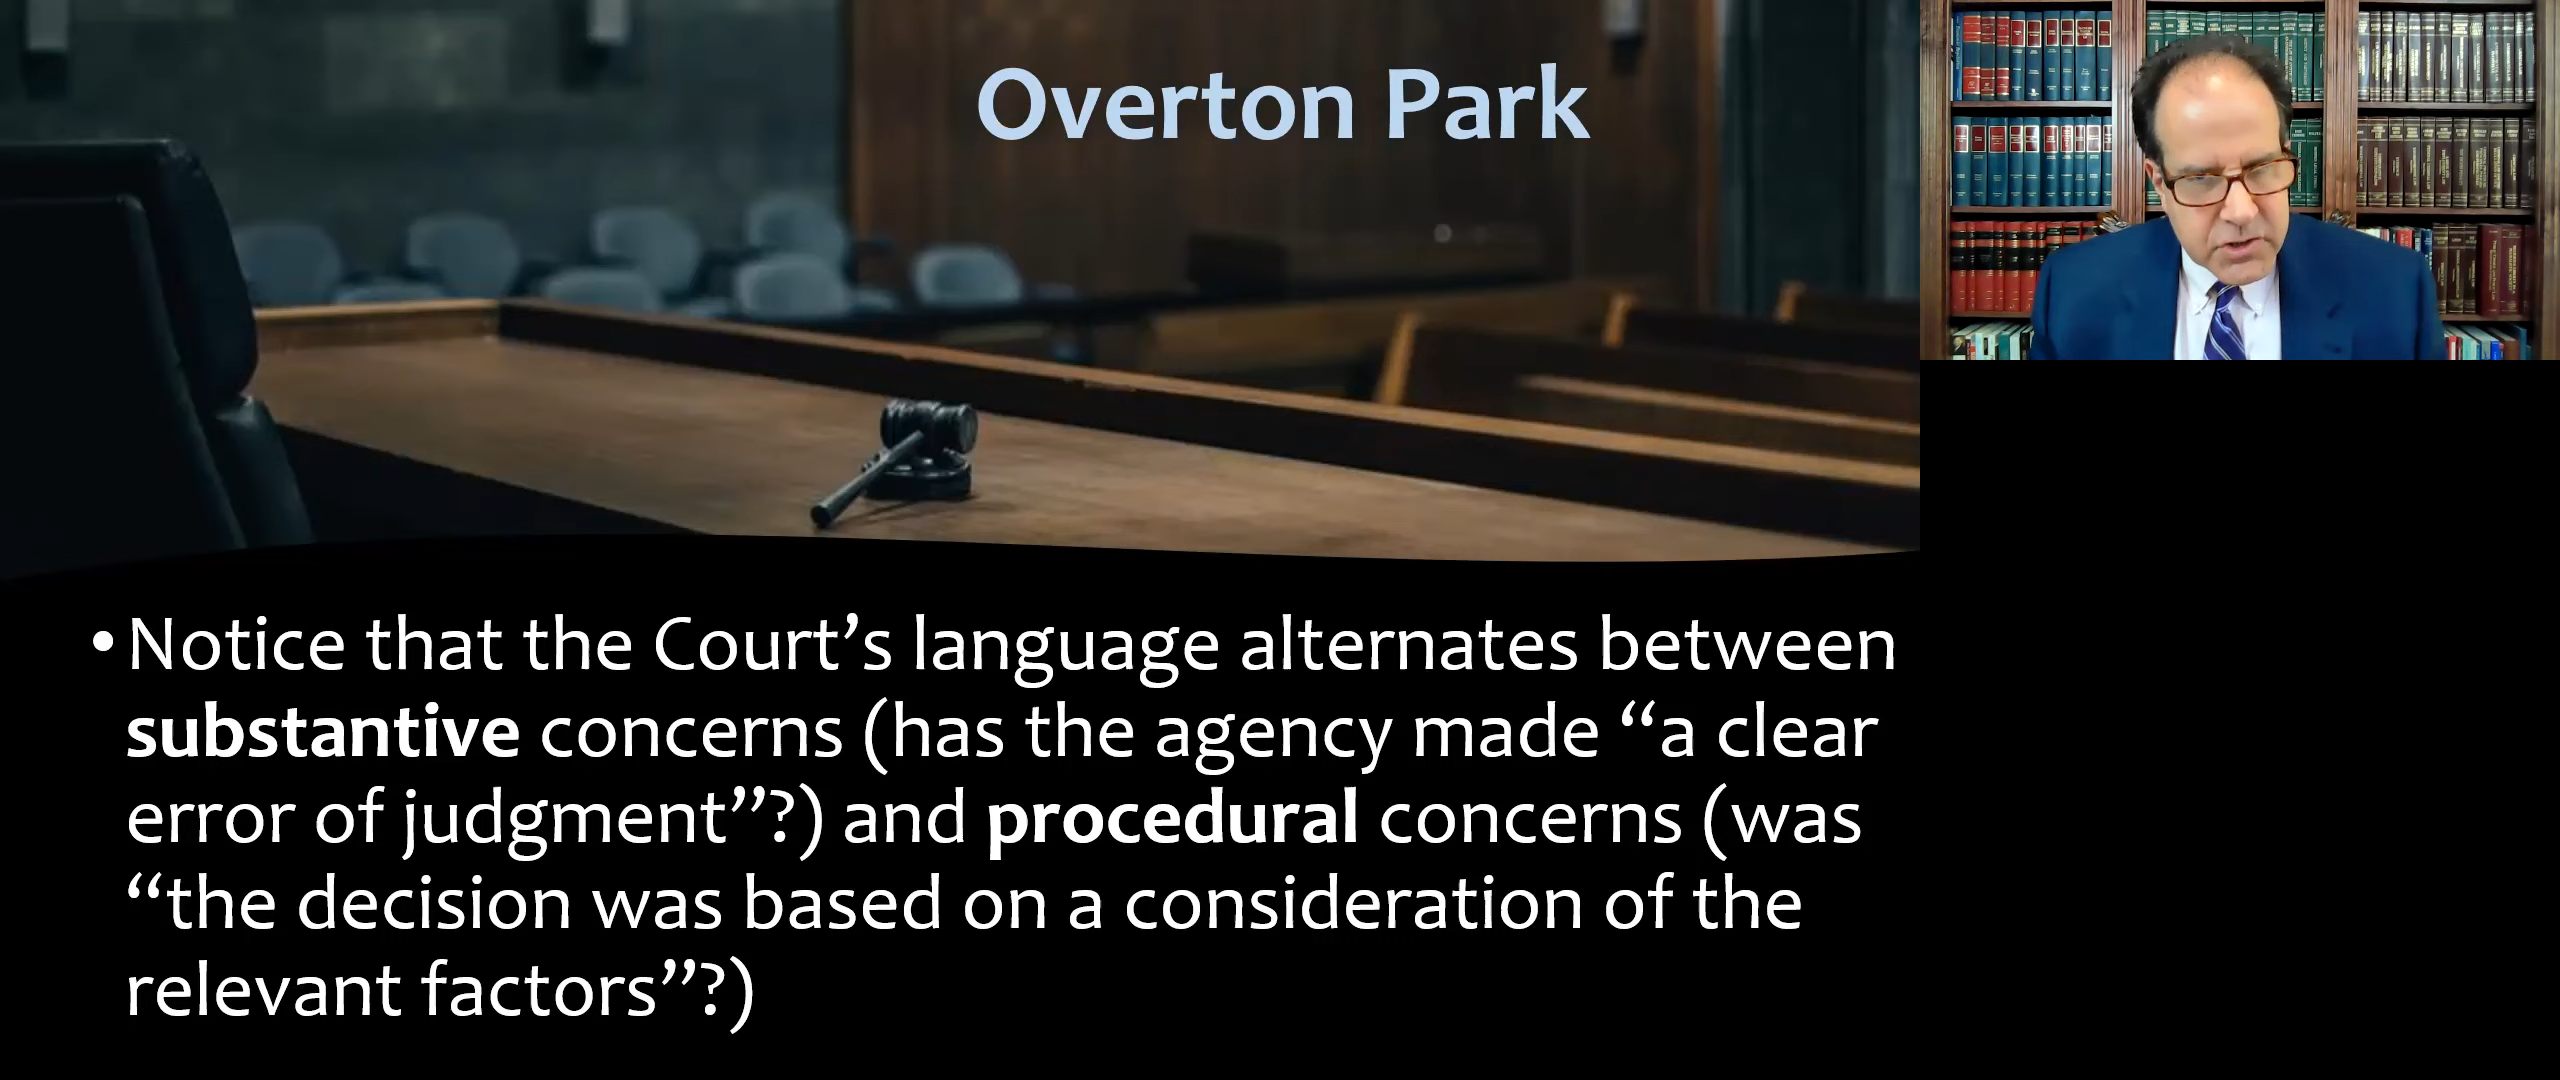 Overton Park
•Notice that the Court’s language alternates between
substantive concerns (has the agency made “a clear
error of judgment”?) and procedural concerns (was
“the decision was based on a consideration of the
relevant factors”?)